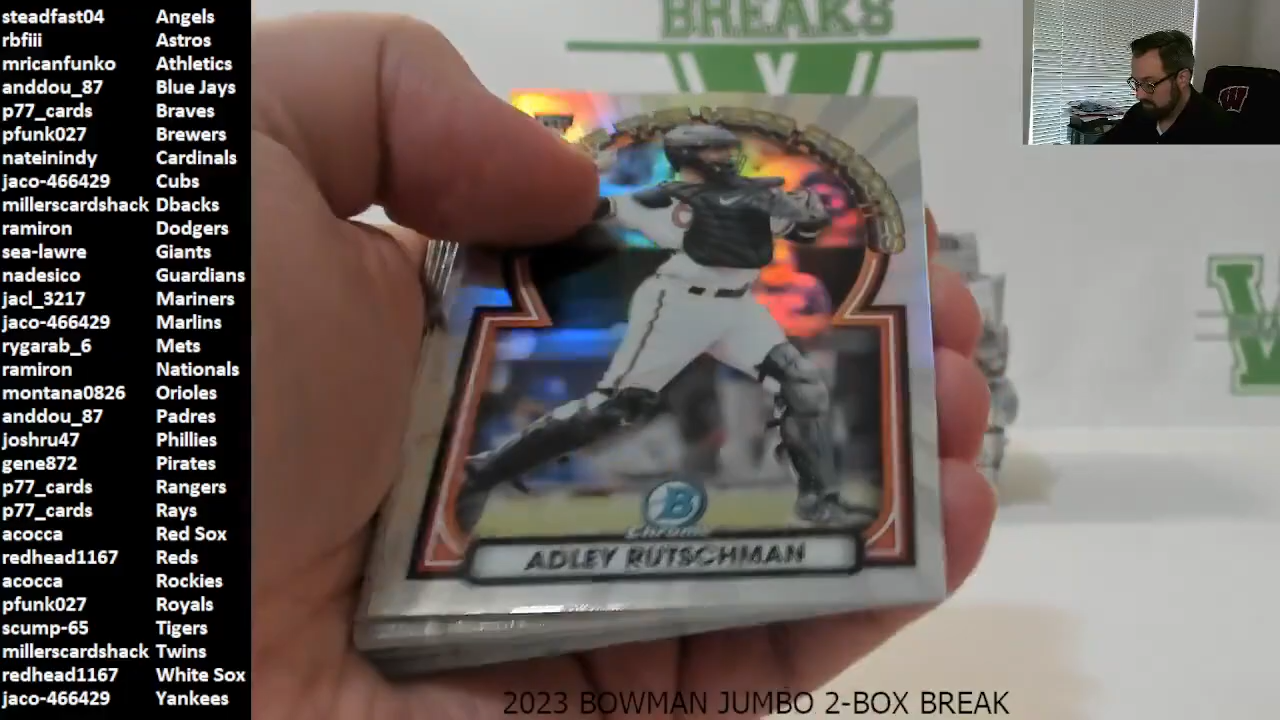 steadfast04 Angels
rbfiii Astros
mricanfunko Athletics
anddou_87 Blue Jays
p77_cards Braves
pfunk027 Brewers
nateinindy Cardinals
jaco-466429 Cubs
millerscardshack Dbacks
ramiron Dodgers
sea-lawre Giants
nadesico Guardians
jacl_3217 Mariners
jaco-466429 Marlins
rygarab_6 Mets
ramiron Nationals
montana0826 Orioles
anddou_87 Padres
joshru47 Phillies
gene872 Pirates
p77_cards Rangers
p77_cards Rays
acocca Red Sox
redhead1167 Reds
acocca Rockies
pfunk027 Royals
scump-65 Tigers
millerscardshack Twins
redhead1167 White Sox
jaco-466429 Yankees
BREAKS
V
W
B
Chrome
ADLEY RUTSCHMAN
2023 BOWMAN JUMBO 2-BOX BREAK